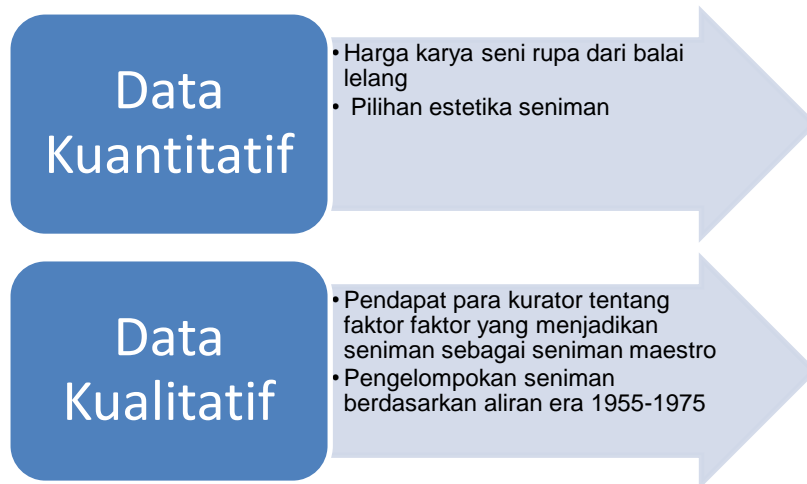 Data
Kuantitatif
• Harga karya seni rupa dari balai
lelang
• Pilihan estetika seniman
Data
Kualitatif
• Pendapat para kurator tentang
faktor faktor yang menjadikan
seniman sebagai seniman maestro
• Pengelompokan seniman
berdasarkan aliran era 1955-1975